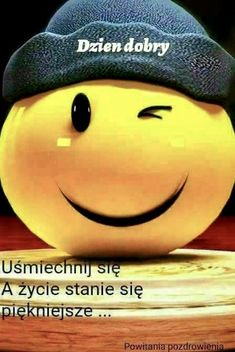 Dzien dobry
Uśmiechnij się
A życie stanie się
piękniejsze ...
Powitania pozdrowienia